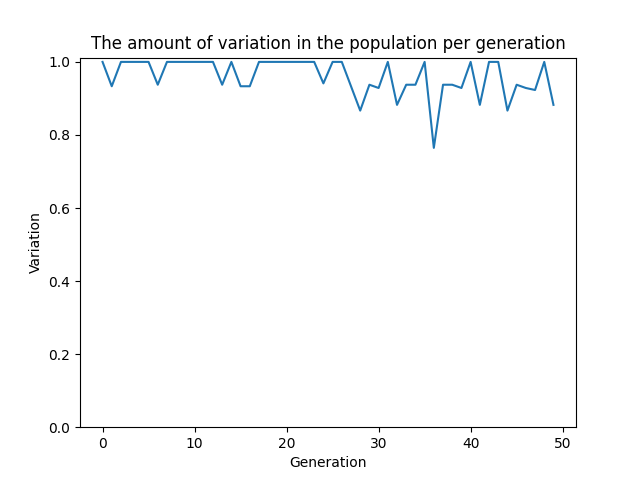 The amount of variation in the population per generation
1.0
0.8
0.6
0.4
0.2
0.0
Variation
0 10 20 30 40 50
Generation